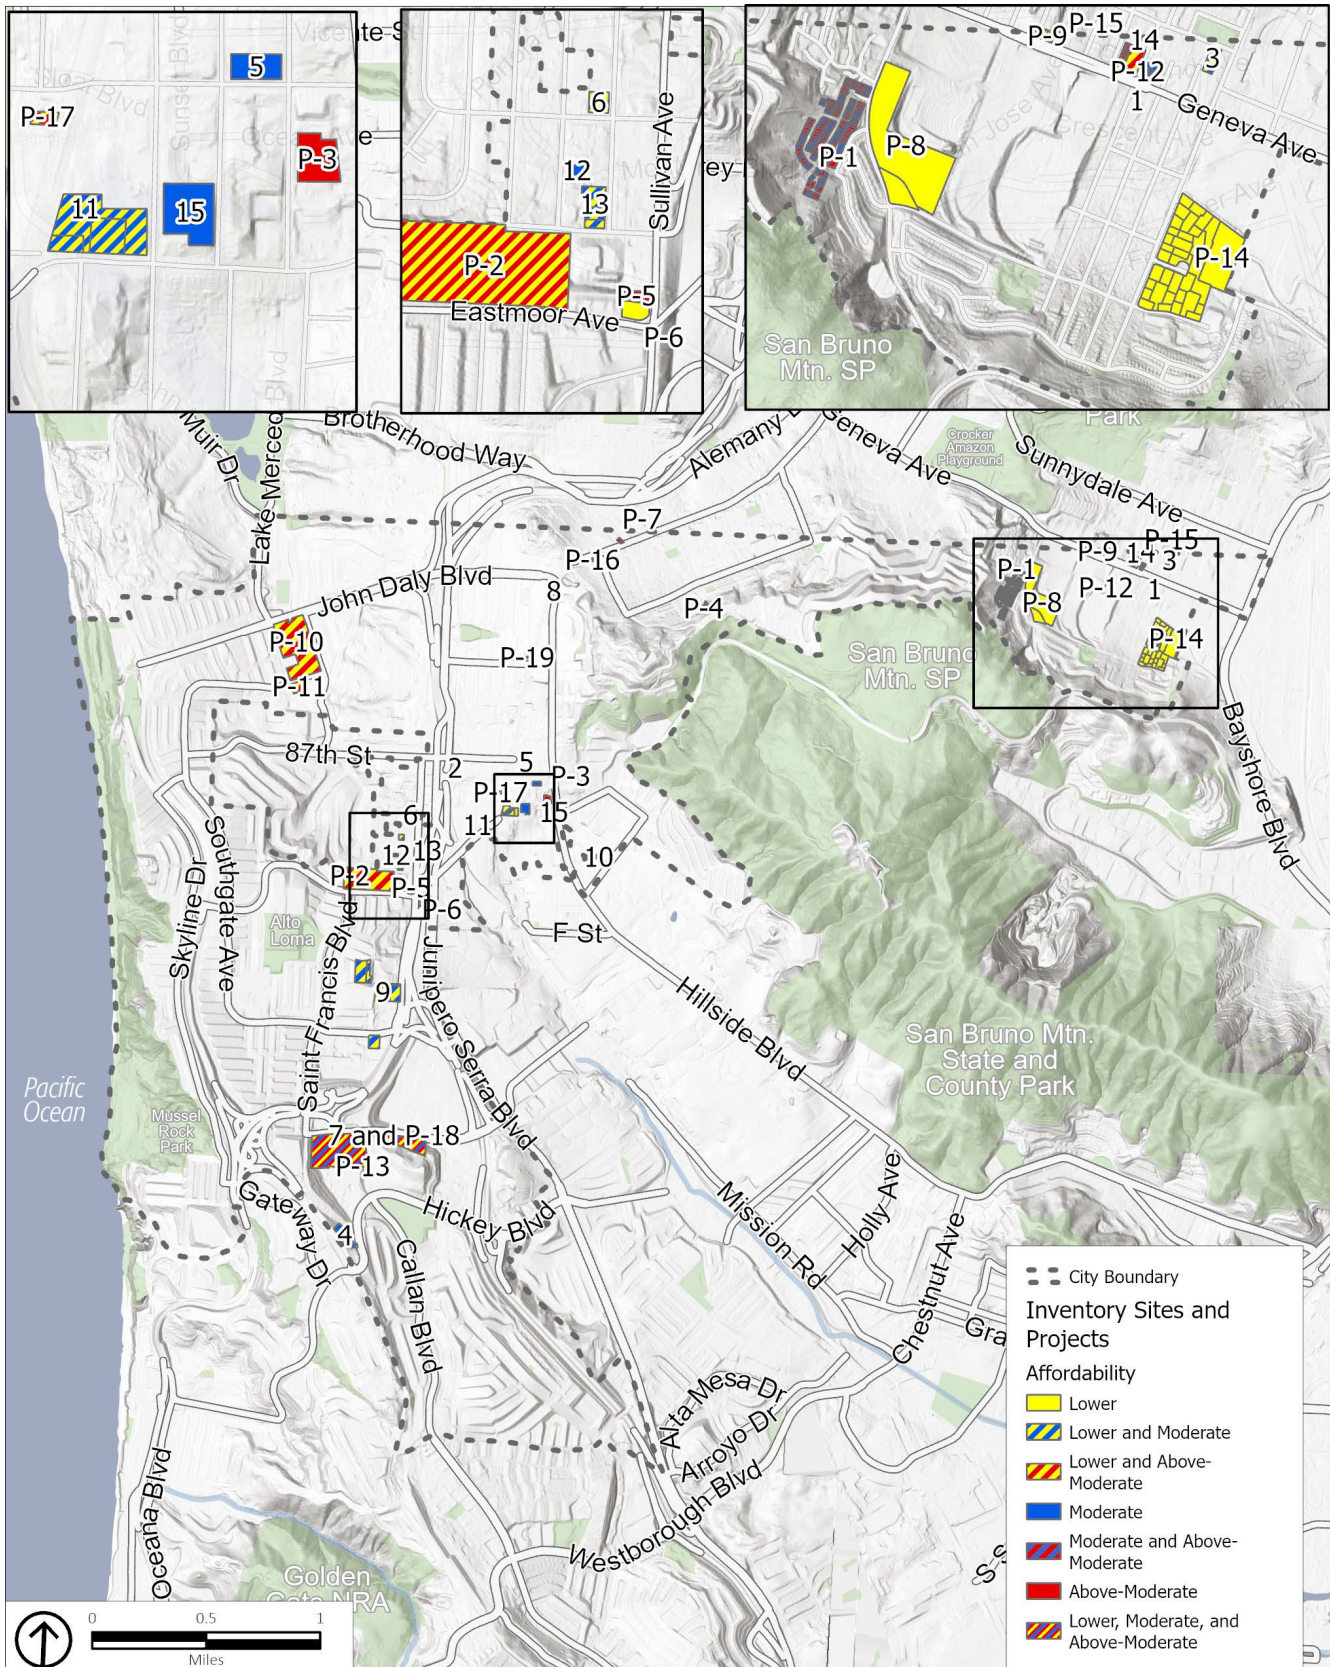 5
P-17
P-3
11
15
Vicente St
6
12
13
Sullivan Ave
P-2
P-5
Eastmoor Ave
P-6
P-9
P-15
14
3
P-12
1
Geneva Ave
P-8
P-1
P-14
San Bruno
Mtn. SP
Muir Dr
Brotherhood Way
Alemany
Geneva Ave
Crocker
Amazon
Playground
Park
Sunnydale Ave
Lake Merced
P-7
P-16
John Daly Blvd
8
P-4
P-15
P-9
14
3
P-1
P-12
1
P-8
P-14
P-10
P-19
San Bruno
Mtn. SP
P-11
87th St
2
5
P-3
P-17
15
11
6
13
12
10
P-2
P-5
P-6
Bayshore Blvd
Skyline Dr
Southgate Ave
Alto
Loma
Saint Francis Blvd
F St
9
Junipero Serra Blvd
Hillside Blvd
San Bruno Mtn.
State and
County Park
Pacific
Ocean
Mussel
Rock
Park
7 and P-18
P-13
Gateway Dr
Hickey Blvd
4
Callan Blvd
Mission Rd
Holly Ave
Chestnut Ave
Gra
Alta Mesa Dr
Arroyo Dr
Westborough Blvd
Oceana Blvd
Golden
Gate NRA
S-S
City Boundary
Inventory Sites and
Projects
Affordability
Lower
Lower and Moderate
Lower and Above-
Moderate
Moderate
Moderate and Above-
Moderate
Above-Moderate
Lower, Moderate, and
Above-Moderate
0
0.5
1
Miles